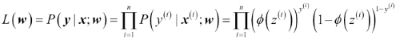 L(w) = P(y | x; w) = ∏_{i=1}^{n} P(y^{(i)} | x^{(i)}; w) = ∏_{i=1}^{n} (ϕ(z^{(i)}))^{y^{(i)}} (1−ϕ(z^{(i)}))^{1−y^{(i)}}